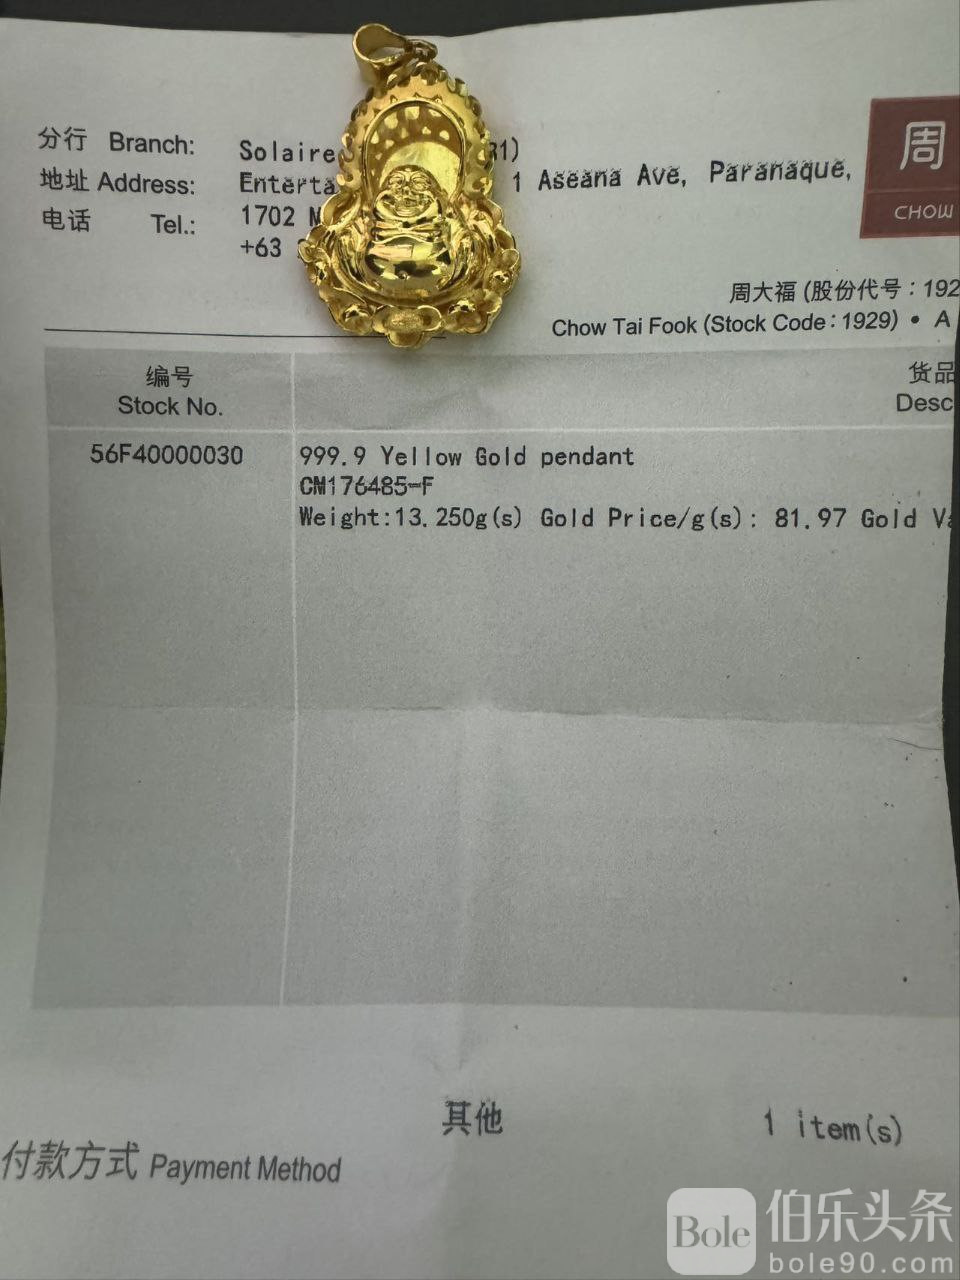 分行 Branch: Solaire 31)
地址 Address: Enterta 1 Aseana Ave, Paranaque,
电话 Tel.: 1702
+63
周
CHOW
周大福 (股份代号：192
Chow Tai Fook (Stock Code:1929) • A
编号
Stock No.
货品
Desc
56F40000030 999.9 Yellow Gold pendant
CM176485-F
Weight:13.250g(s) Gold Price/g(s): 81.97 Gold Va
其他 1 item(s)
付款方式 Payment Method
Bole 伯乐头条
bole90.com